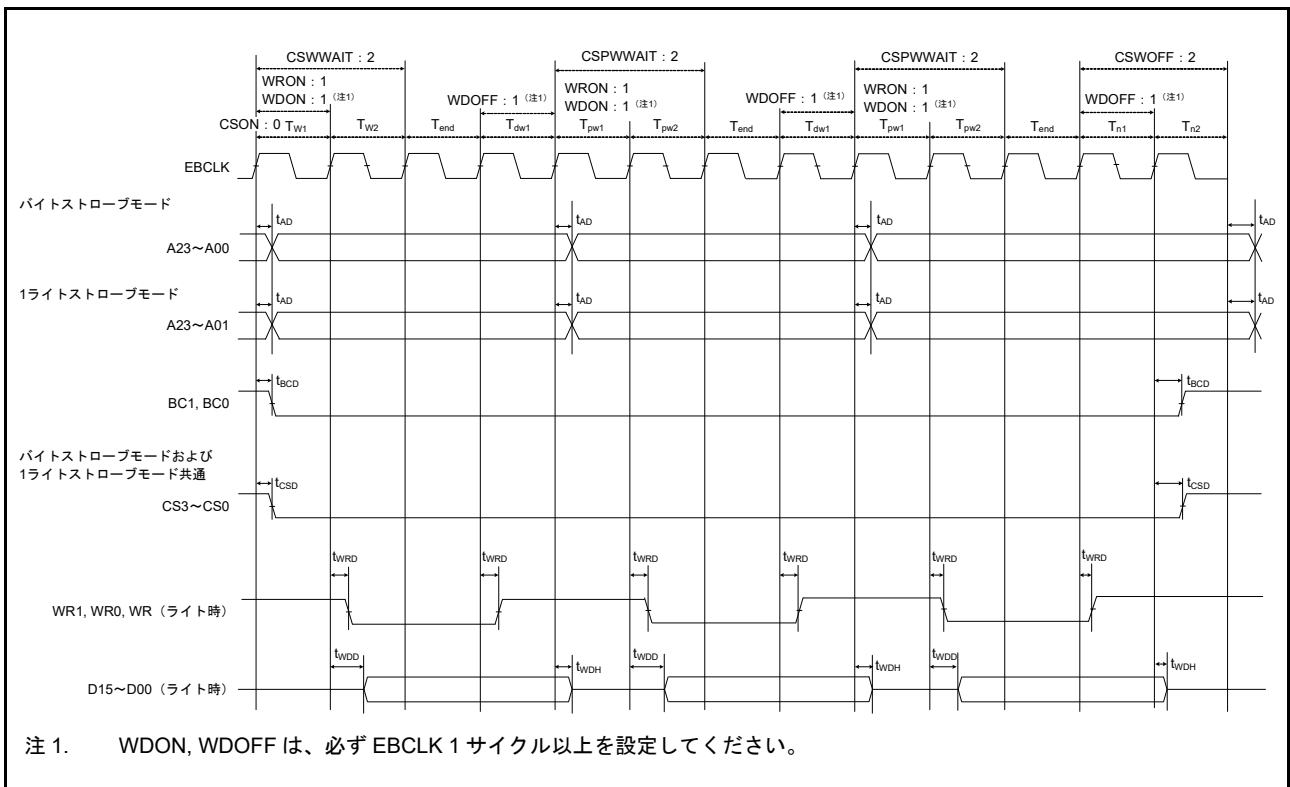 CSWWAIT：2 CSPWWAIT：2 CSPWWAIT：2 CSWOFF：2
WRON：1 WRON：1 WRON：1
WDON：1（注1） WDOFF：1（注1） WDON：1（注1） WDOFF：1（注1） WDON：1（注1） WDOFF：1（注1）
CSON：0 TW1 TW2 Tend Tdw1 Tpw1 Tpw2 Tend Tdw1 Tpw1 Tpw2 Tend Tn1 Tn2
EBCLK
バイトストローブモード
tAD tAD tAD tAD
A23～A00
1ライトストローブモード
tAD tAD tAD tAD
A23～A01
tBCD tBCD
BC1, BC0
バイトストローブモードおよび
1ライトストローブモード共通
tCSD tCSD
CS3～CS0
tWRD tWRD tWRD tWRD tWRD tWRD
WR1, WR0, WR（ライト時）
tWDD tWDH tWDD tWDH tWDD tWDH
D15～D00（ライト時）
注 1. WDON, WDOFF は、必ず EBCLK 1 サイクル以上を設定してください。